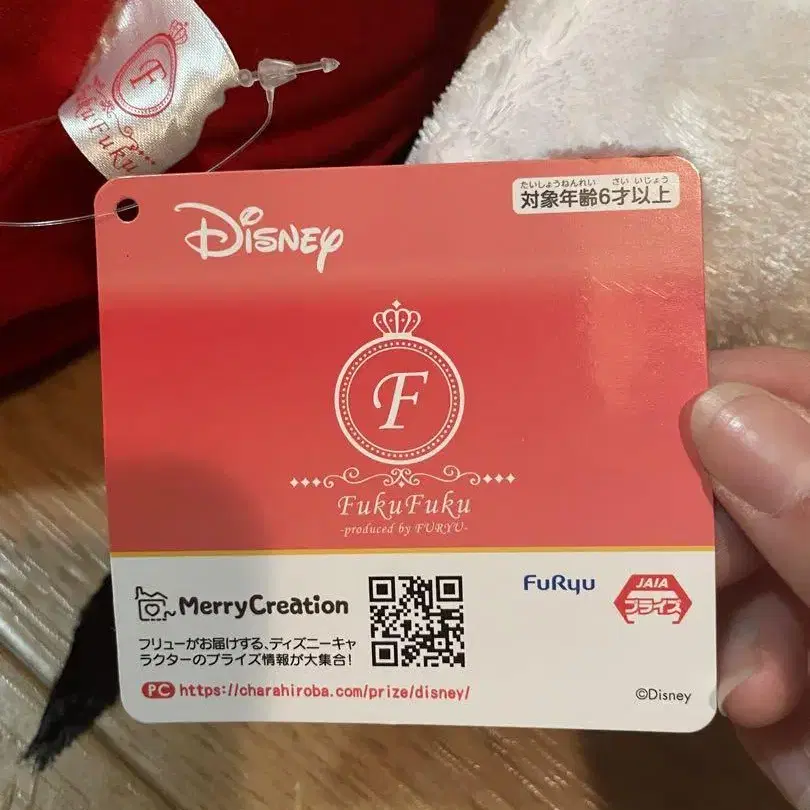 F
Fuku Fuku
たいしょうねんれい さい いじょう
対象年齢6才以上
Disney
F
FukuFuku
-produced by FURYU-
MerryCreation
フリューがお届けする、ディズニーキャ
ラクターのプライズ情報が大集合!
PC https://charahiroba.com/prize/disney/
FuRyu
JAIA
プライズ
©Disney